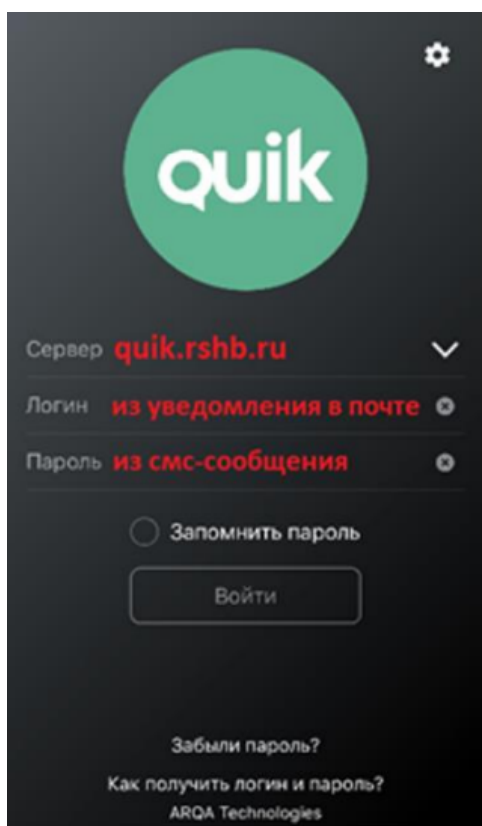 quik
Сервер quik.rshb.ru
Логин из уведомления в почте
Пароль из смс-сообщения
Запомнить пароль
Войти
Забыли пароль?
Как получить логин и пароль?
ARQA Technologies